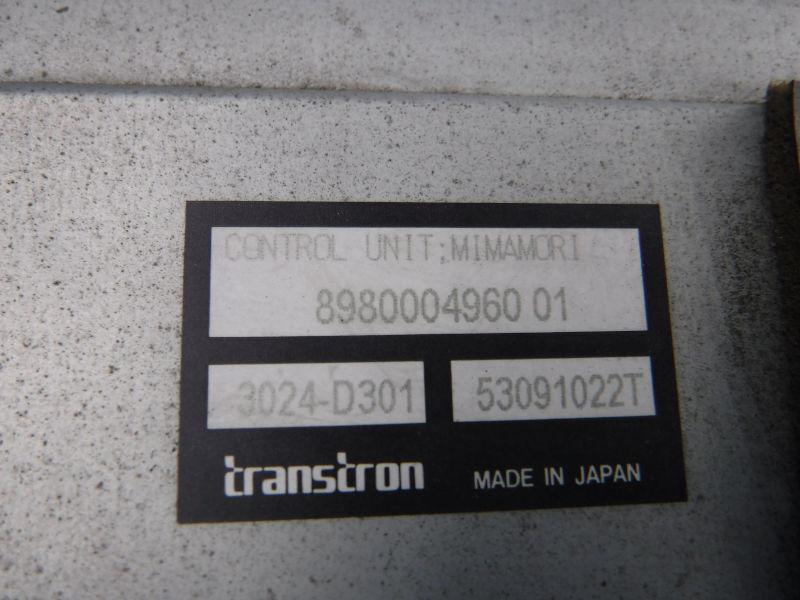 CONTROL UNIT;MIMAMORI
8980004960 01
3024-D301 53091022T
transtron MADE IN JAPAN